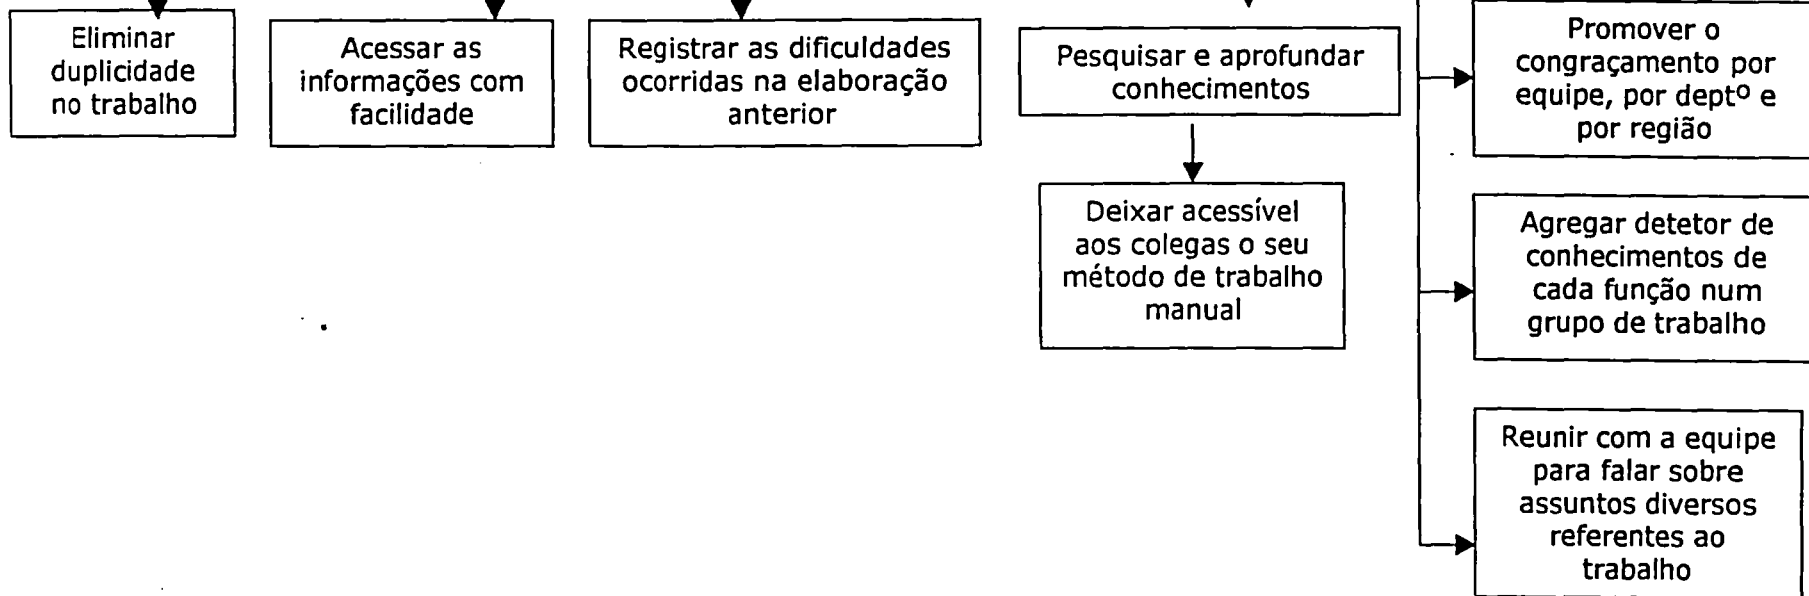 Eliminar
duplicidade
no trabalho
Acessar as
informações com
facilidade
Registrar as dificuldades
ocorridas na elaboração
anterior
Pesquisar e aprofundar
conhecimentos
Deixar acessível
aos colegas o seu
método de trabalho
manual
Promover o
congraçamento por
equipe, por deptº e
por região
Agregar detetor de
conhecimentos de
cada função num
grupo de trabalho
Reunir com a equipe
para falar sobre
assuntos diversos
referentes ao
trabalho